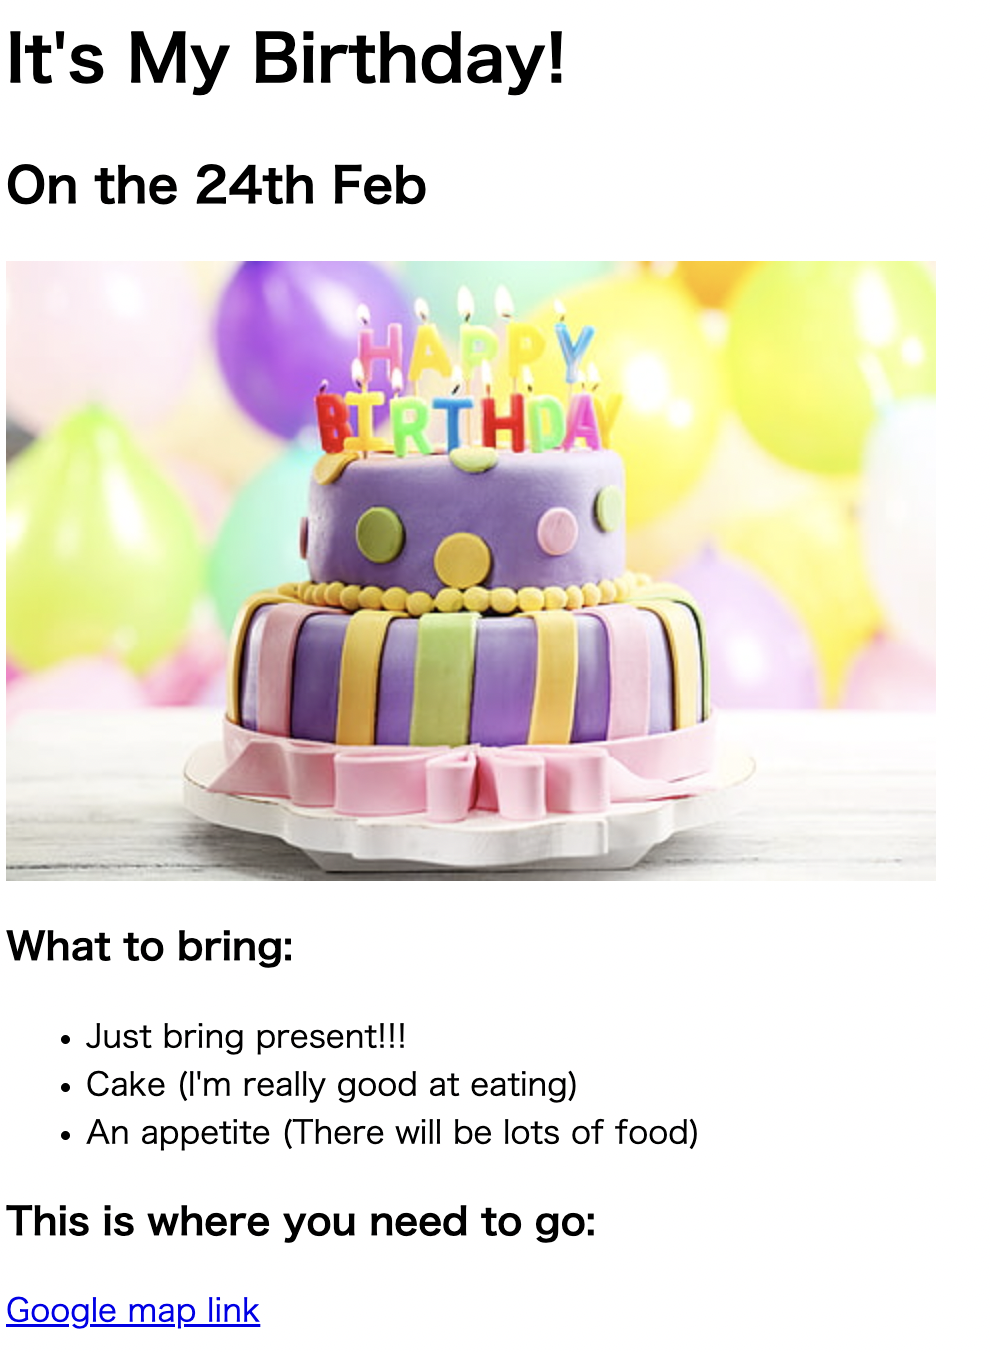 It's My Birthday!
On the 24th Feb
HAPPY
BIRTHDAY
What to bring:
Just bring present!!!
Cake (I'm really good at eating)
An appetite (There will be lots of food)
This is where you need to go:
Google map link